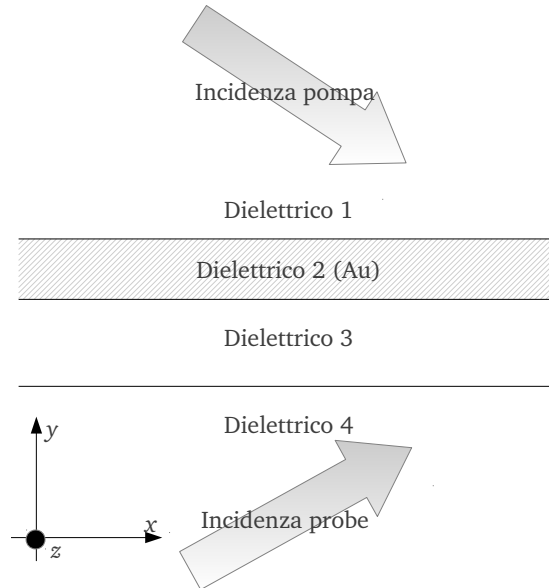 Incidenza pompa
Dielettrico 1
Dielettrico 2 (Au)
Dielettrico 3
Dielettrico 4
y
Incidenza probe
x
z